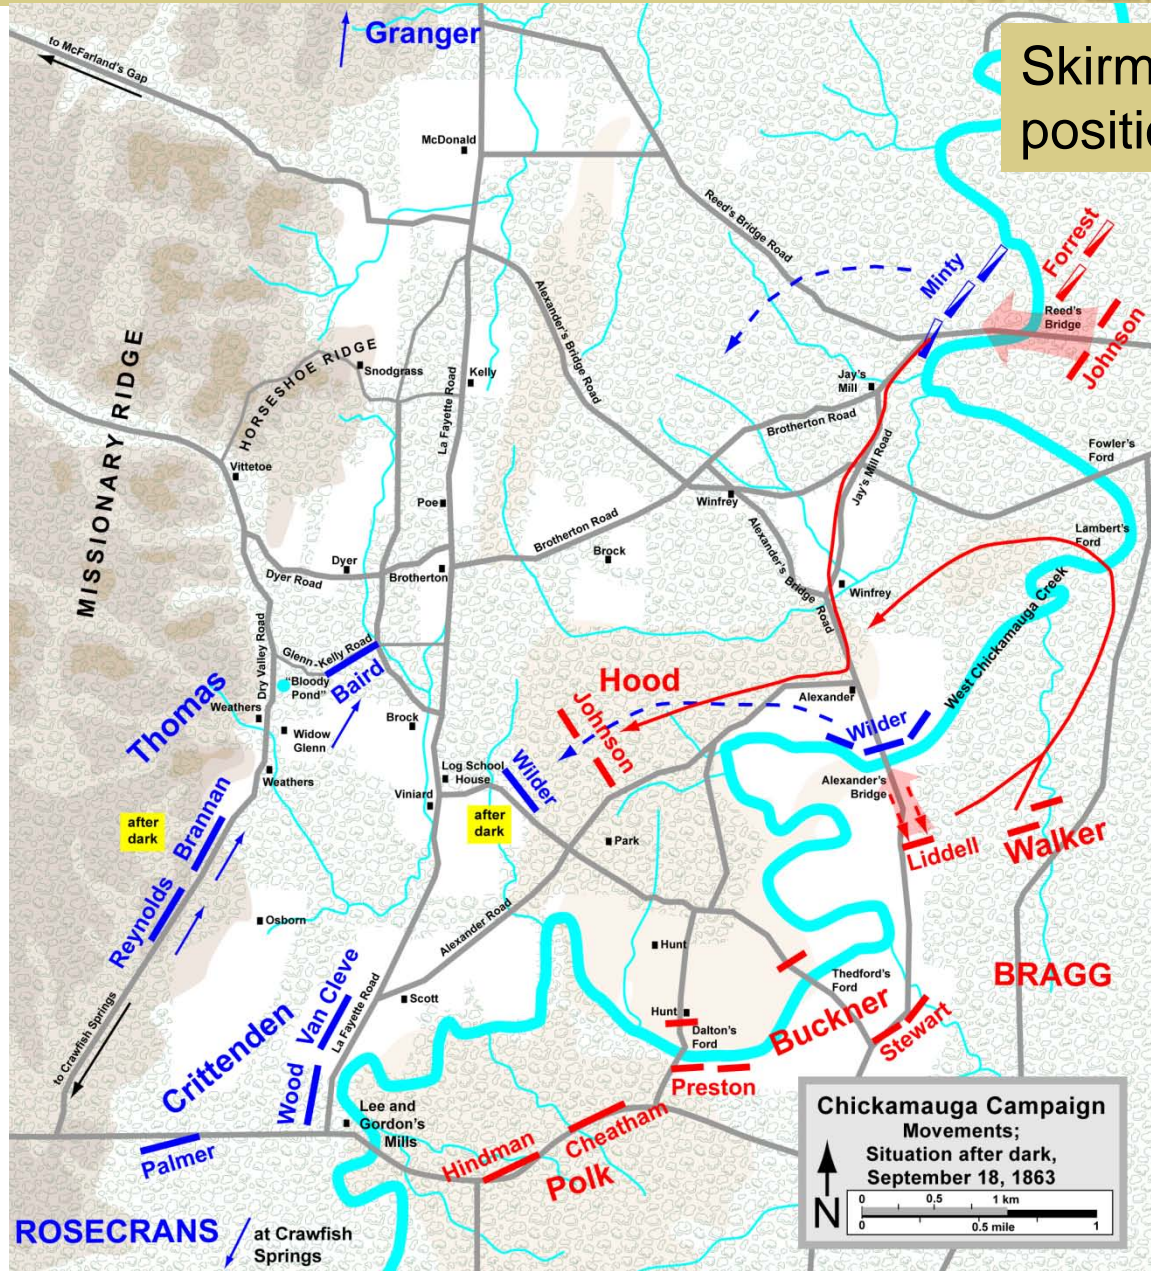 Skirm
positio
Granger
to McFarland's Gap
McDonald
Reed's Bridge Road
Minty
Forrest
Reed's
Bridge
Johnson
Alexander's Bridge Road
MISSIONARY RIDGE
HORSESHOE RIDGE
Snodgrass
Kelly
La Fayette Road
Jay's
Mill
Brotherton Road
Jay's Mill Road
Fowler's
Ford
Vittetoe
Poe
Winfrey
Lambert's
Ford
Brotherton Road
Alexander's Bridge Road
Brock
Dyer
Dyer Road
Brotherton
Winfrey
West Chickamauga Creek
Dry Valley Road
Glenn-Kelly Road
"Bloody
Pond"
Baird
Thomas
Weathers
Widow
Glenn
Brock
Hood
Johnson
Alexander
Wilder
Weathers
Log School
House
Wilder
Alexander's
Bridge
Viniard
after
dark
Brannan
after
dark
Park
Liddell
Walker
Reynolds
Osborn
Alexander Road
Hunt
Thedford's
Ford
BRAGG
to Crawfish Springs
Crittenden
Van Cleve
La Fayette Road
Scott
Hunt
Dalton's
Ford
Buckner
Stewart
Wood
Preston
Lee and
Gordon's
Mills
Cheatham
Hindman
Polk
Palmer
ROSECRANS
at Crawfish
Springs
Chickamauga Campaign
Movements;
Situation after dark,
September 18, 1863
N
0 0.5 1 km
0 0.5 mile 1